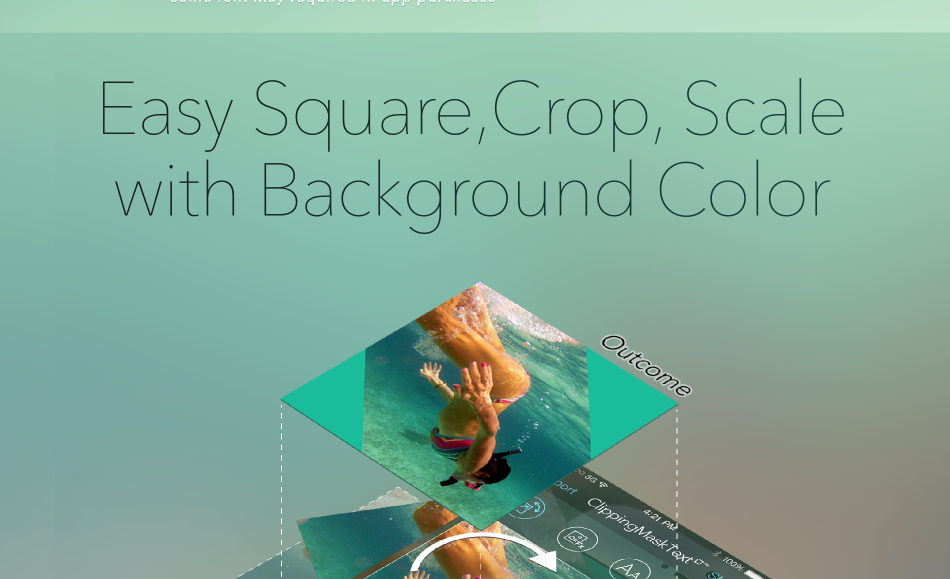 some font may required in-app purchases
Easy Square,Crop, Scale
with Background Color
Outcome
3G
port
4:21 PM
100%
ClippingMaskText
AA